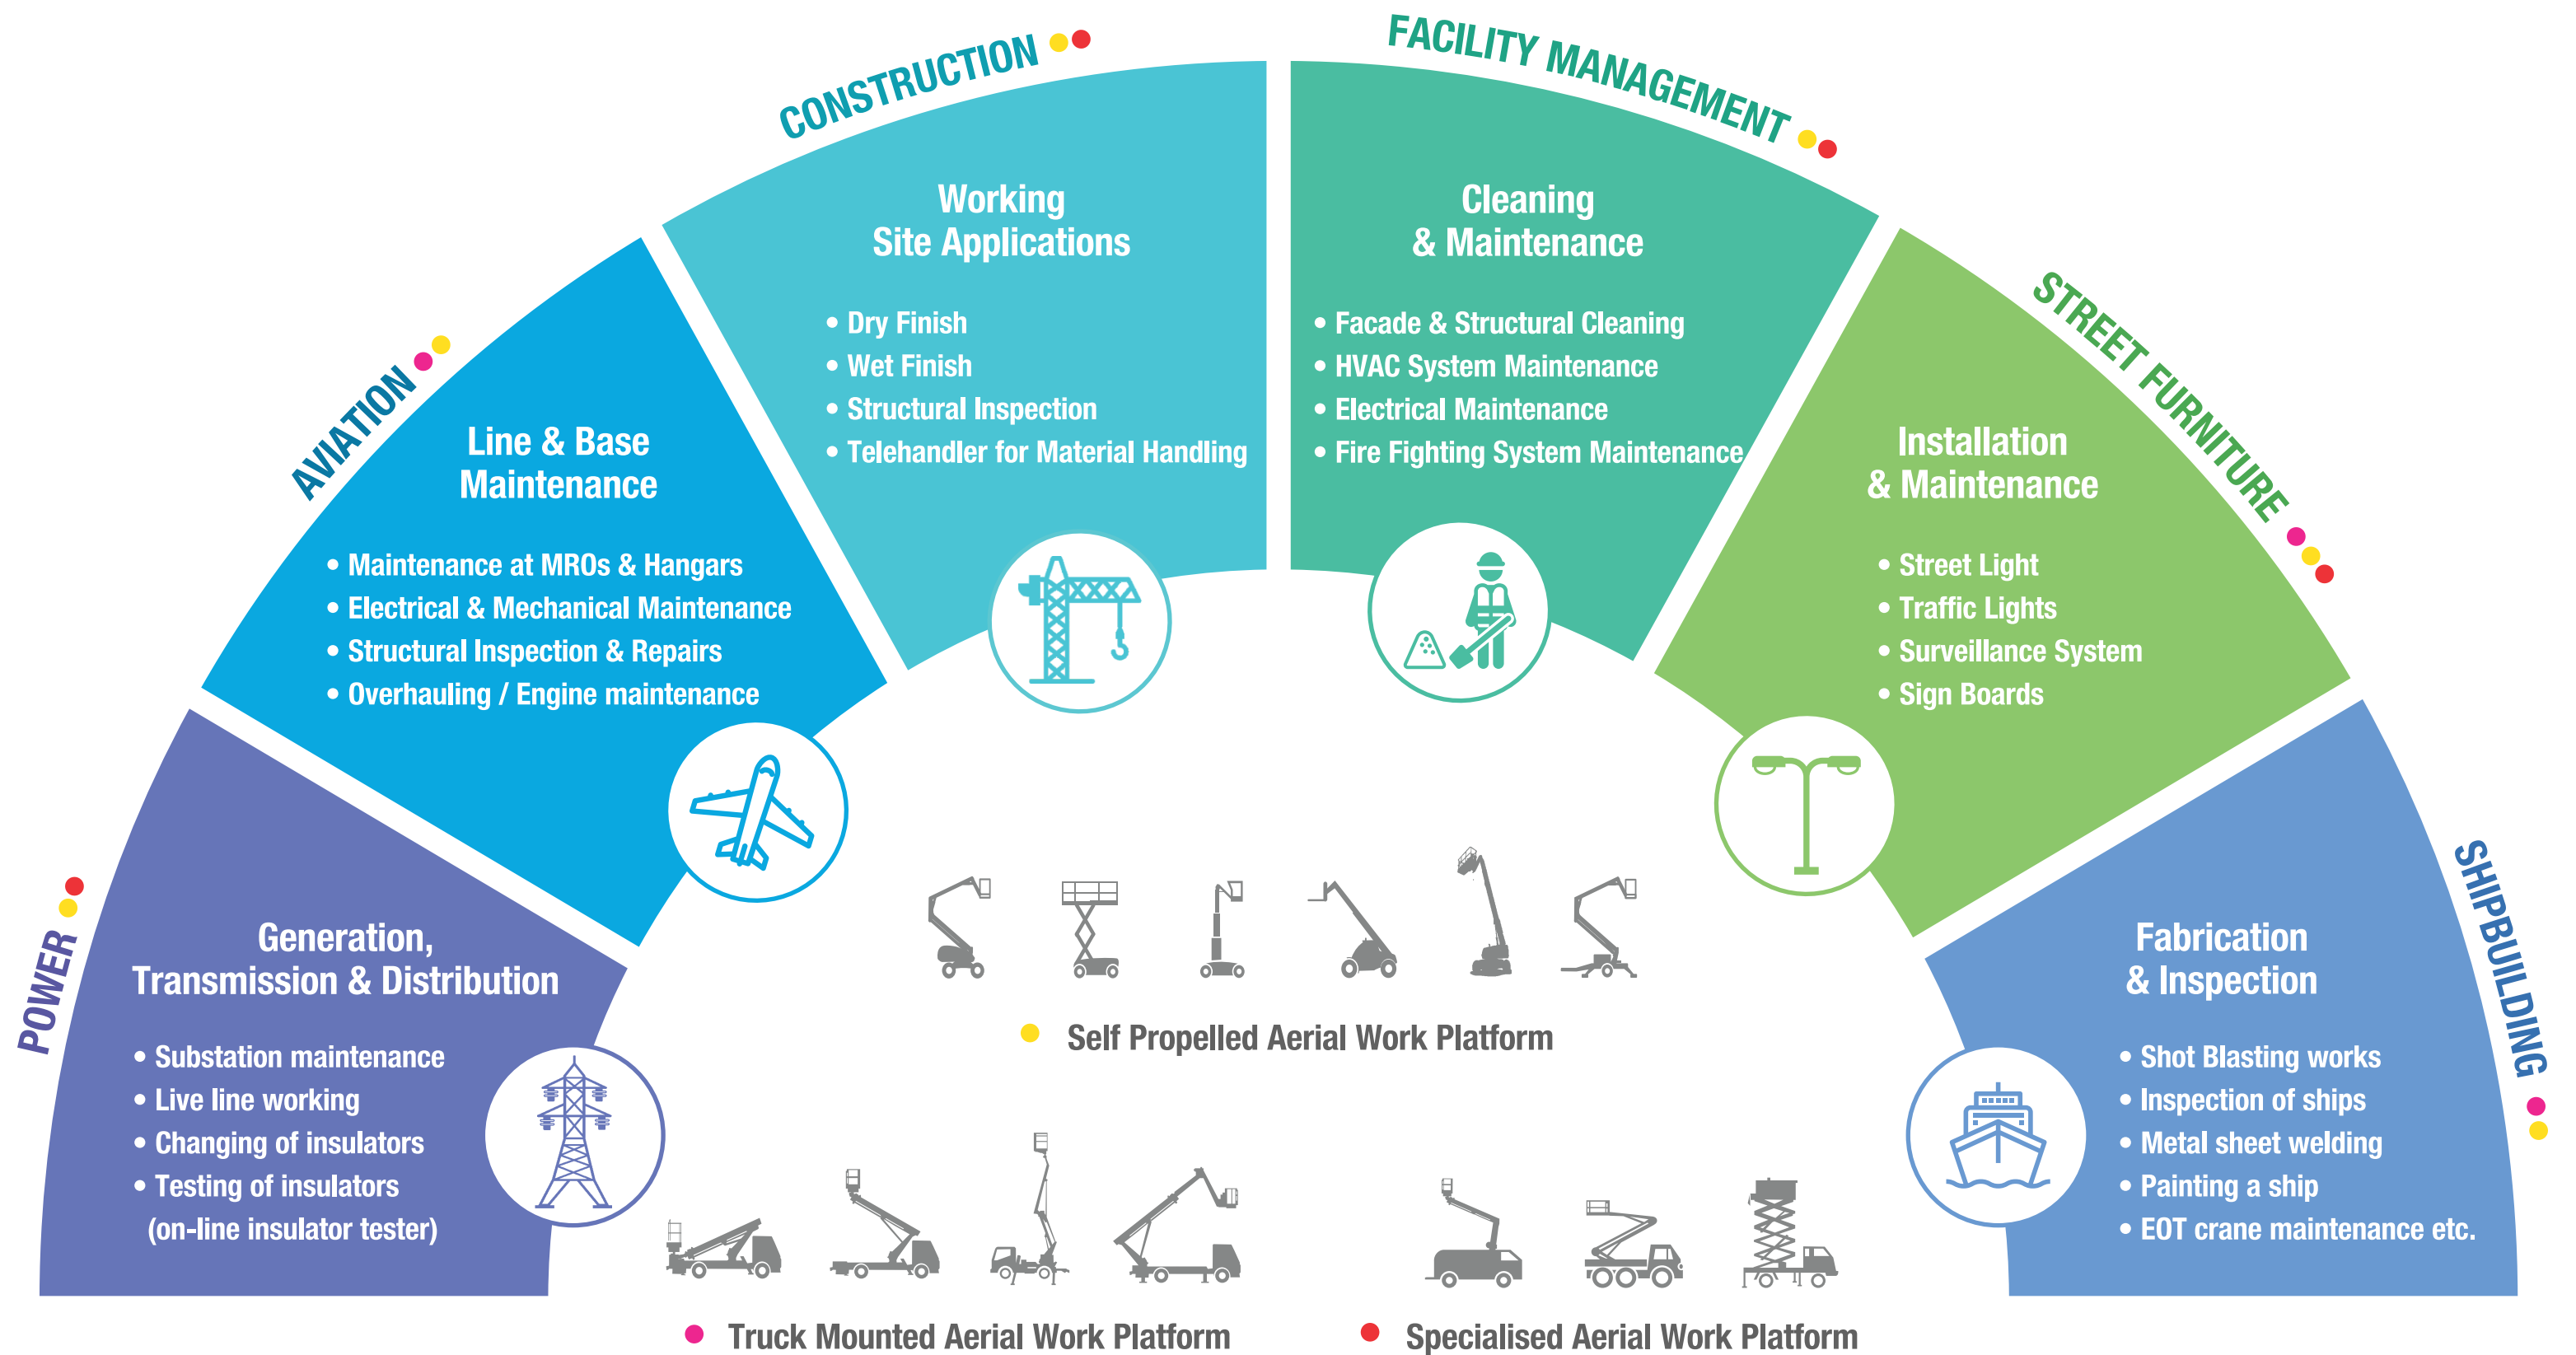 POWER
Generation,
Transmission & Distribution
• Substation maintenance
• Live line working
• Changing of insulators
• Testing of insulators
(on-line insulator tester)
AVIATION
Line & Base
Maintenance
• Maintenance at MROs & Hangars
• Electrical & Mechanical Maintenance
• Structural Inspection & Repairs
• Overhauling / Engine maintenance
CONSTRUCTION
Working
Site Applications
• Dry Finish
• Wet Finish
• Structural Inspection
• Telehandler for Material Handling
FACILITY MANAGEMENT
Cleaning
& Maintenance
• Facade & Structural Cleaning
• HVAC System Maintenance
• Electrical Maintenance
• Fire Fighting System Maintenance
STREET FURNITURE
Installation
& Maintenance
• Street Light
• Traffic Lights
• Surveillance System
• Sign Boards
SHIPBUILDING
Fabrication
& Inspection
• Shot Blasting works
• Inspection of ships
• Metal sheet welding
• Painting a ship
• EOT crane maintenance etc.
Self Propelled Aerial Work Platform
Truck Mounted Aerial Work Platform
Specialised Aerial Work Platform